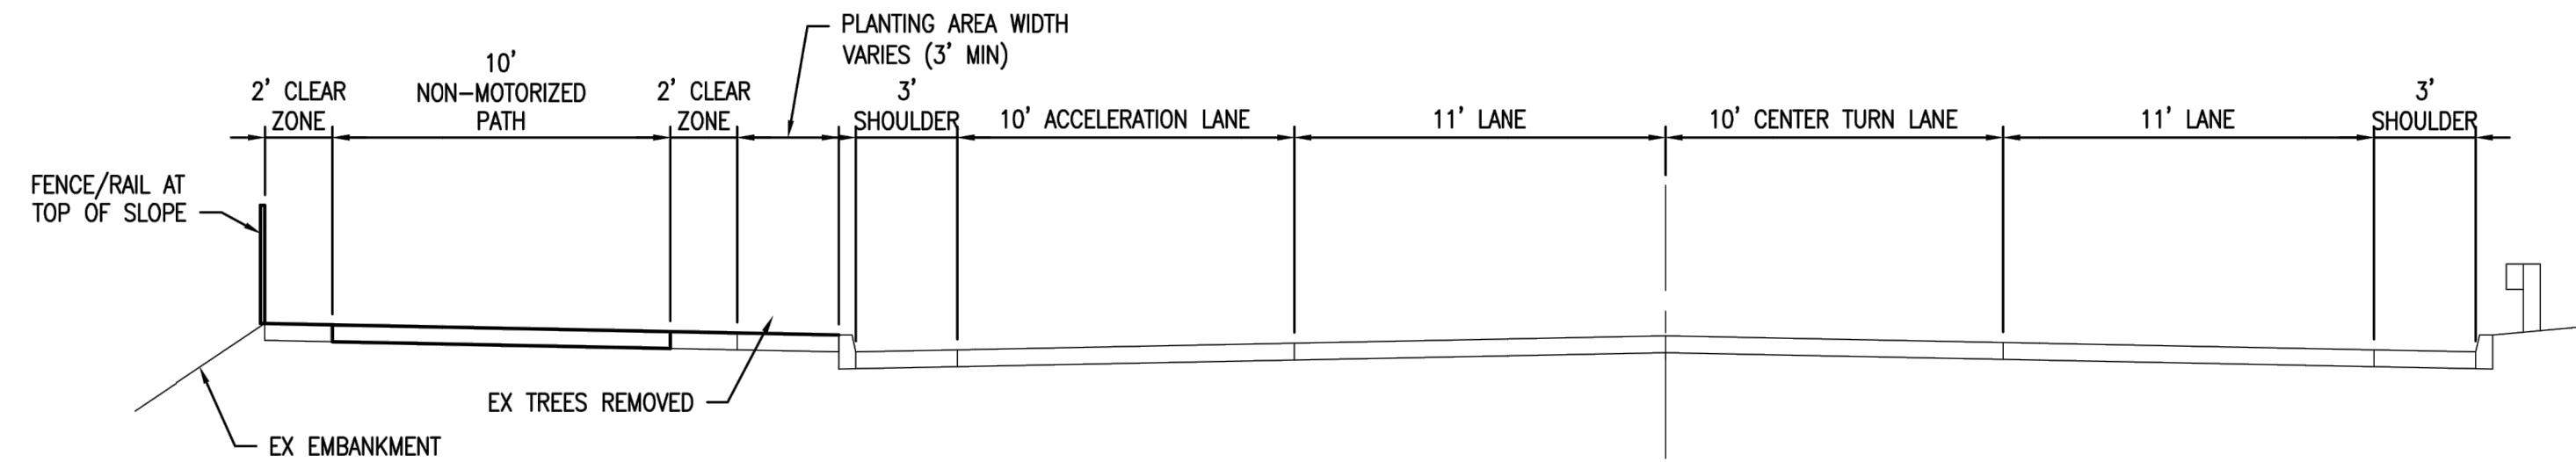 PLANTING AREA WIDTH
VARIES (3' MIN)
2' CLEAR
ZONE
10'
NON-MOTORIZED
PATH
2' CLEAR
ZONE
3'
SHOULDER
10' ACCELERATION LANE
11' LANE
10' CENTER TURN LANE
11' LANE
3'
SHOULDER
FENCE/RAIL AT
TOP OF SLOPE
EX TREES REMOVED
EX EMBANKMENT